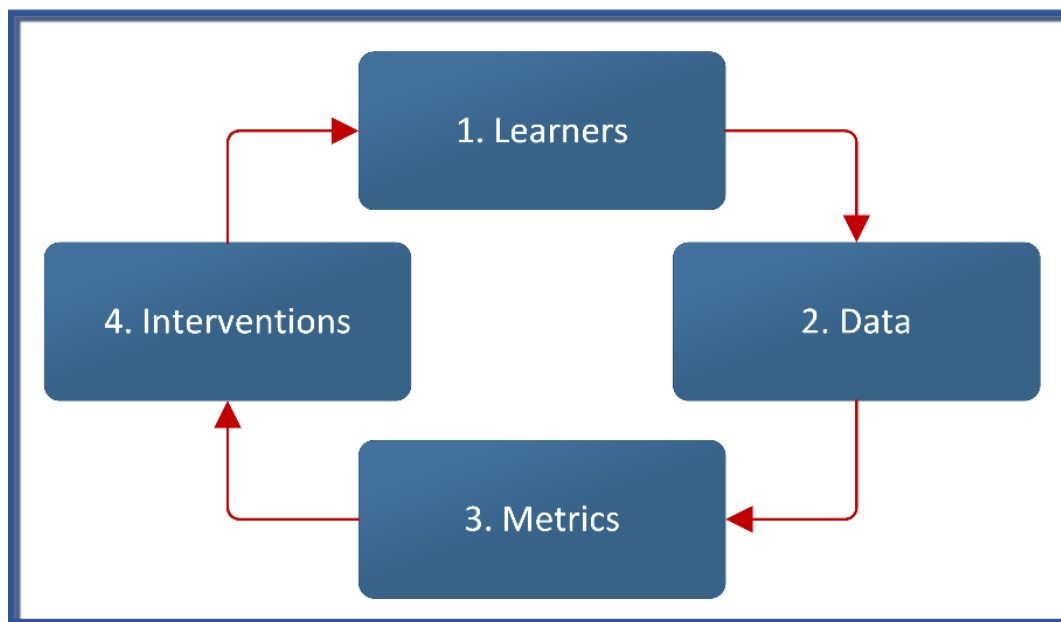 1. Learners
2. Data
3. Metrics
4. Interventions